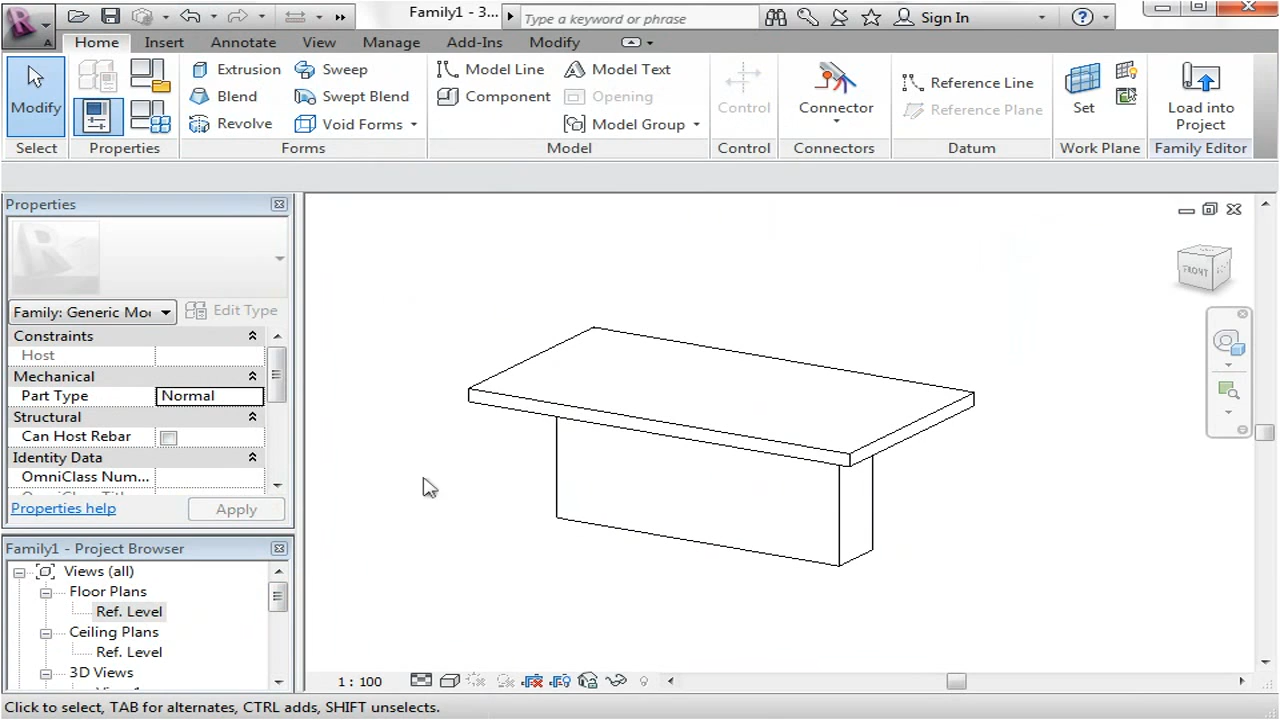 Family1 - 3...
Type a keyword or phrase
Sign In
Home Insert Annotate View Manage Add-Ins Modify
Modify
Extrusion
Blend
Revolve
Sweep
Swept Blend
Void Forms
Model Line
Component
Model Text
Opening
Model Group
Control
Connector
Reference Line
Reference Plane
Set
Load into
Project
Select Properties Forms Model Control Connectors Datum Work Plane Family Editor
Properties
Family: Generic Mo
Edit Type
Constraints
Host
Mechanical
Part Type Normal
Structural
Can Host Rebar
Identity Data
OmniClass Num...
Properties help
Apply
Family1 - Project Browser
Views (all)
Floor Plans
Ref. Level
Ceiling Plans
Ref. Level
3D Views
FRONT
1 : 100
Click to select, TAB for alternates, CTRL adds, SHIFT unselects.